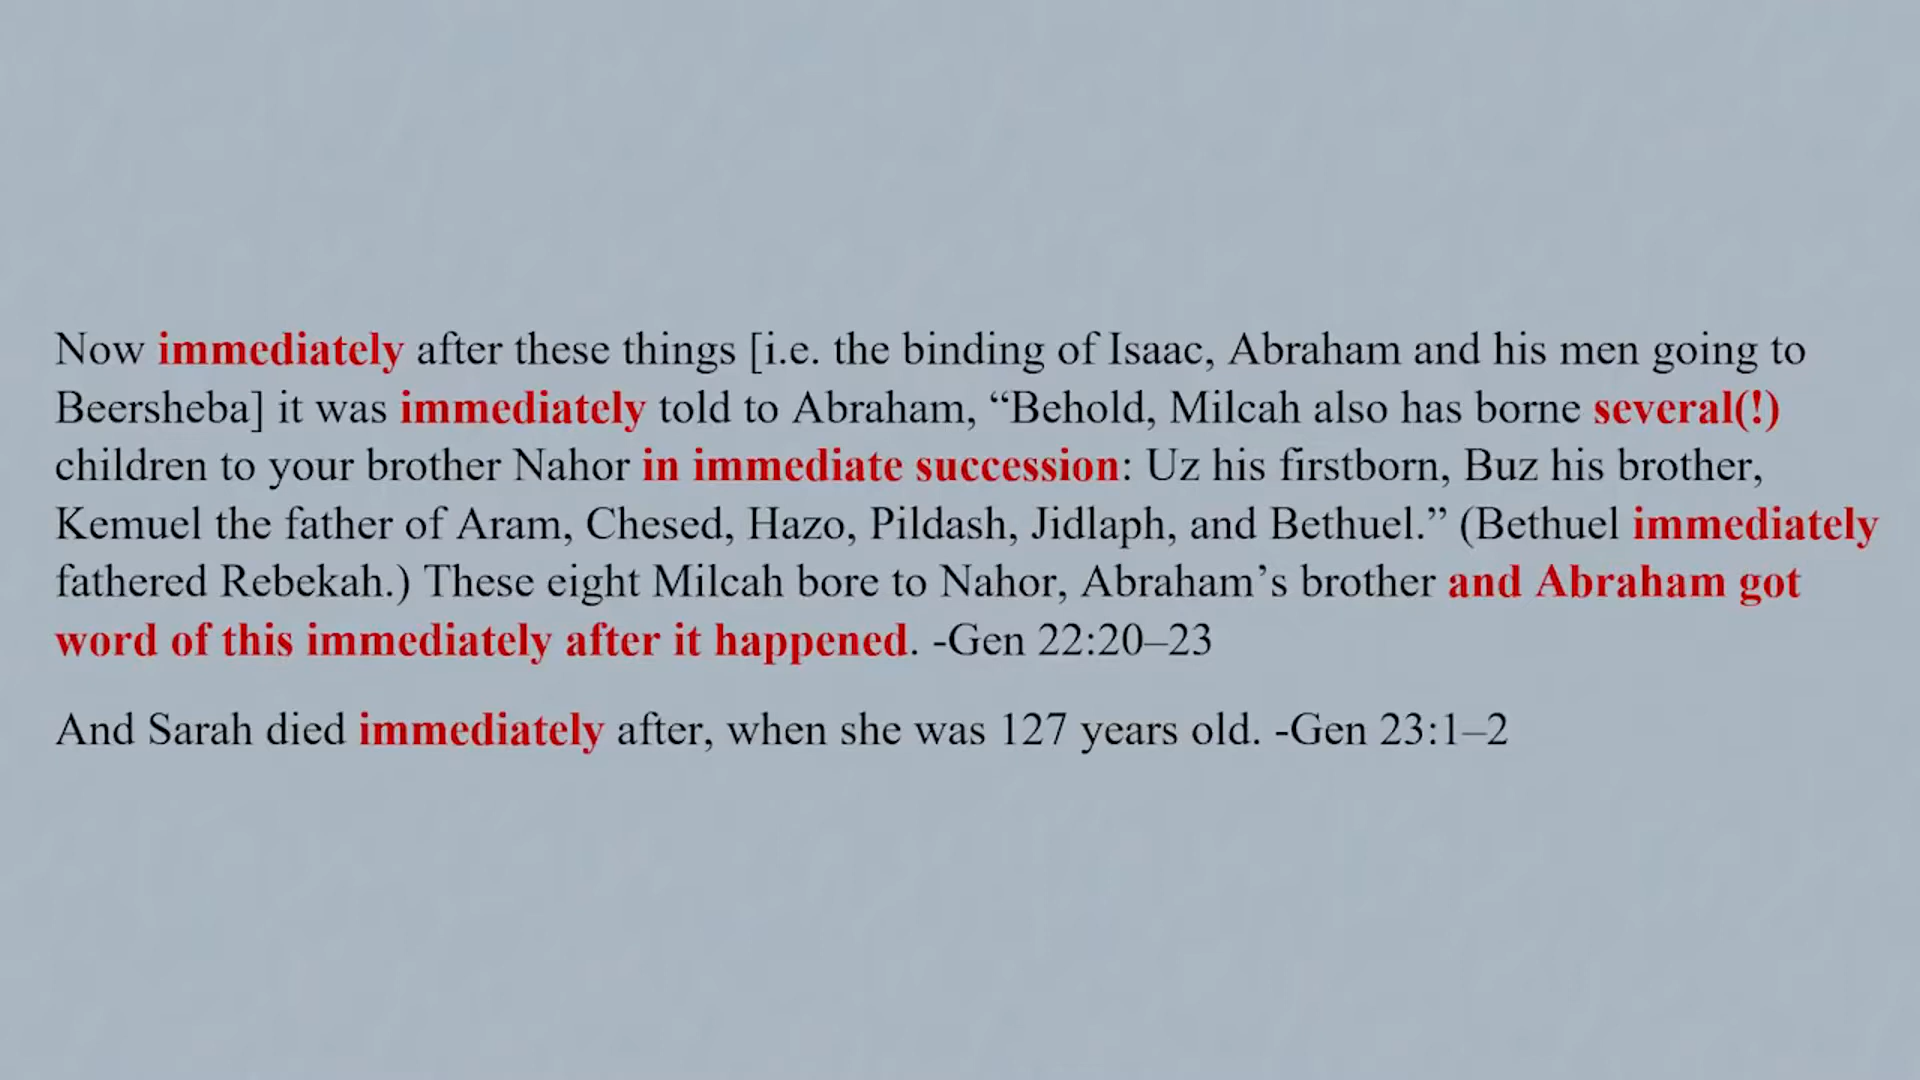 Now immediately after these things [i.e. the binding of Isaac, Abraham and his men going to
Beersheba] it was immediately told to Abraham, “Behold, Milcah also has borne several(!)
children to your brother Nahor in immediate succession: Uz his firstborn, Buz his brother,
Kemuel the father of Aram, Chesed, Hazo, Pildash, Jidlaph, and Bethuel.” (Bethuel immediately
fathered Rebekah.) These eight Milcah bore to Nahor, Abraham’s brother and Abraham got
word of this immediately after it happened. -Gen 22:20–23
And Sarah died immediately after, when she was 127 years old. -Gen 23:1–2